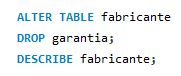 ALTER TABLE fabricante
DROP garantia;
DESCRIBE fabricante;